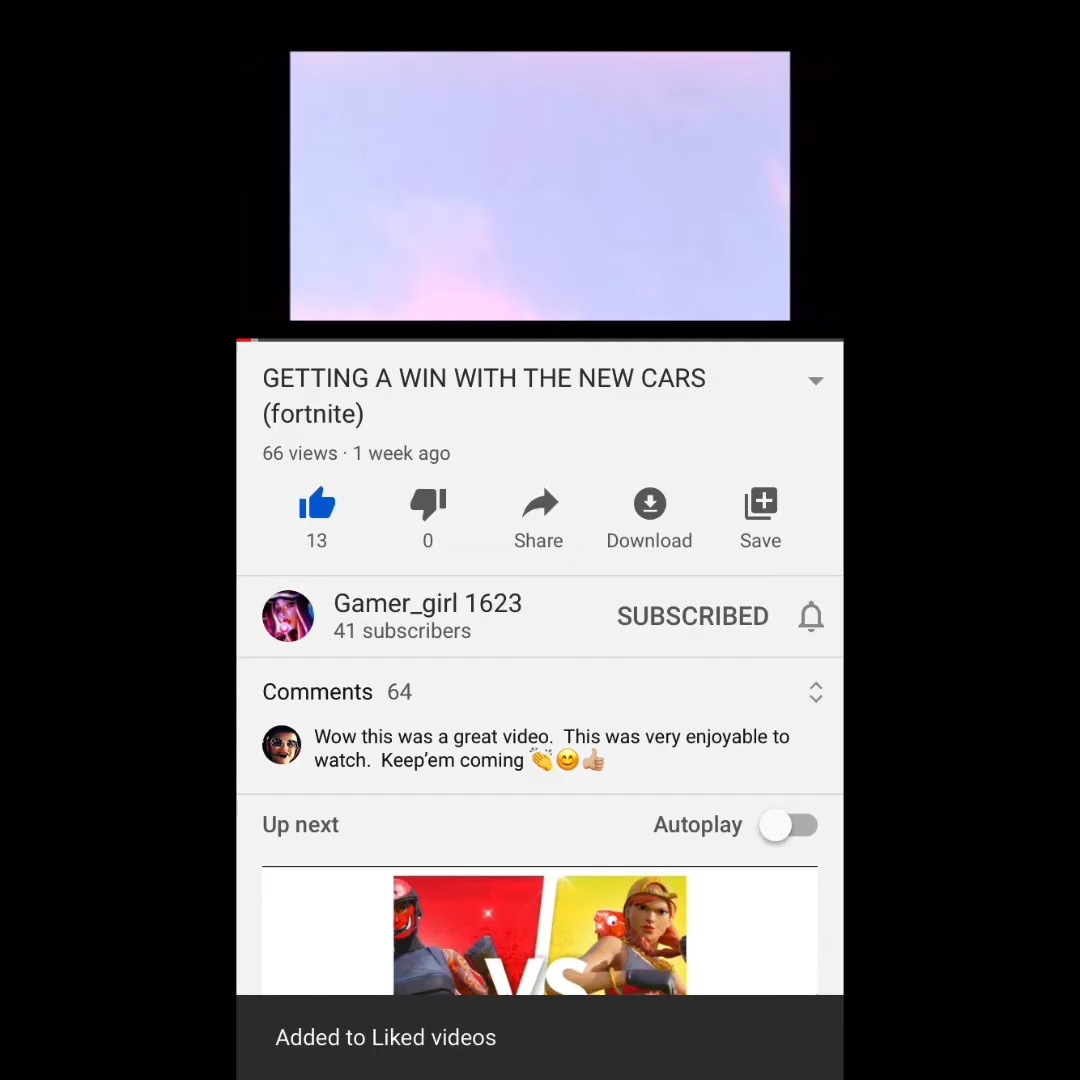 GETTING A WIN WITH THE NEW CARS
(fortnite)
66 views · 1 week ago
13
0
Share
Download
Save
Gamer_girl 1623
41 subscribers
SUBSCRIBED
Comments 64
Wow this was a great video.  This was very enjoyable to
watch.  Keep’em coming 👏😊👍🏼
Up next
Autoplay
VS
Added to Liked videos